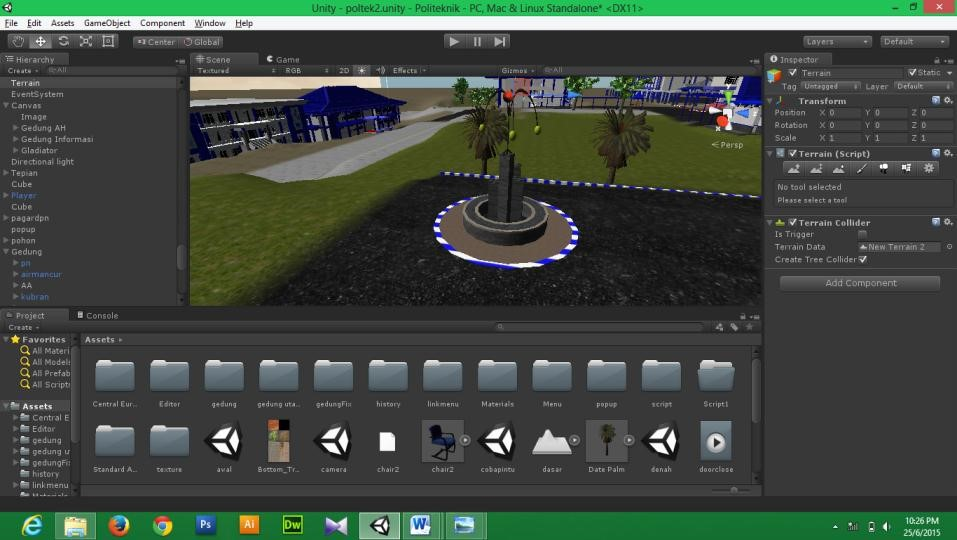 Unity - poltek2.unity - Politeknik - PC, Mac & Linux Standalone* <DX11>
File Edit Assets GameObject Component Window Help
Center Global Layers Default
Hierarchy
Create All
Terrain
EventSystem
Canvas
Image
Gedung AH
Gedung Informasi
Gladiator
Directional light
Tepian
Cube
Player
Cube
pagardpn
popup
pohon
Gedung
pn
airmancur
AA
kubran
Scene Game
Textured RGB 2D Effects Gizmos All
Persp
Inspector
Terrain Static
Tag Untagged Layer Default
Transform
Position X 0 Y 0 Z 0
Rotation X 0 Y 0 Z 0
Scale X 1 Y 1 Z 1
Terrain (Script)
No tool selected
Please select a tool
Terrain Collider
Is Trigger
Terrain Data New Terrain 2
Create Tree Collider
Add Component
Project Console
Create
Favorites
All Materi
All Models
All Prefab
All Scripts
Assets
Central E
Editor
gedung
gedung ut
gedungFix
history
linkmenu
Materials
Assets
Central Eur... Editor gedung gedung uta... gedungFix history linkmenu Materials Menu popup script Script1
Standard A... texture aval Bottom_Tr... camera chair2 chair2 cobapintu dasar Date Palm denah doorclose
Ps Ai Dw W
10:26 PM
25/6/2015